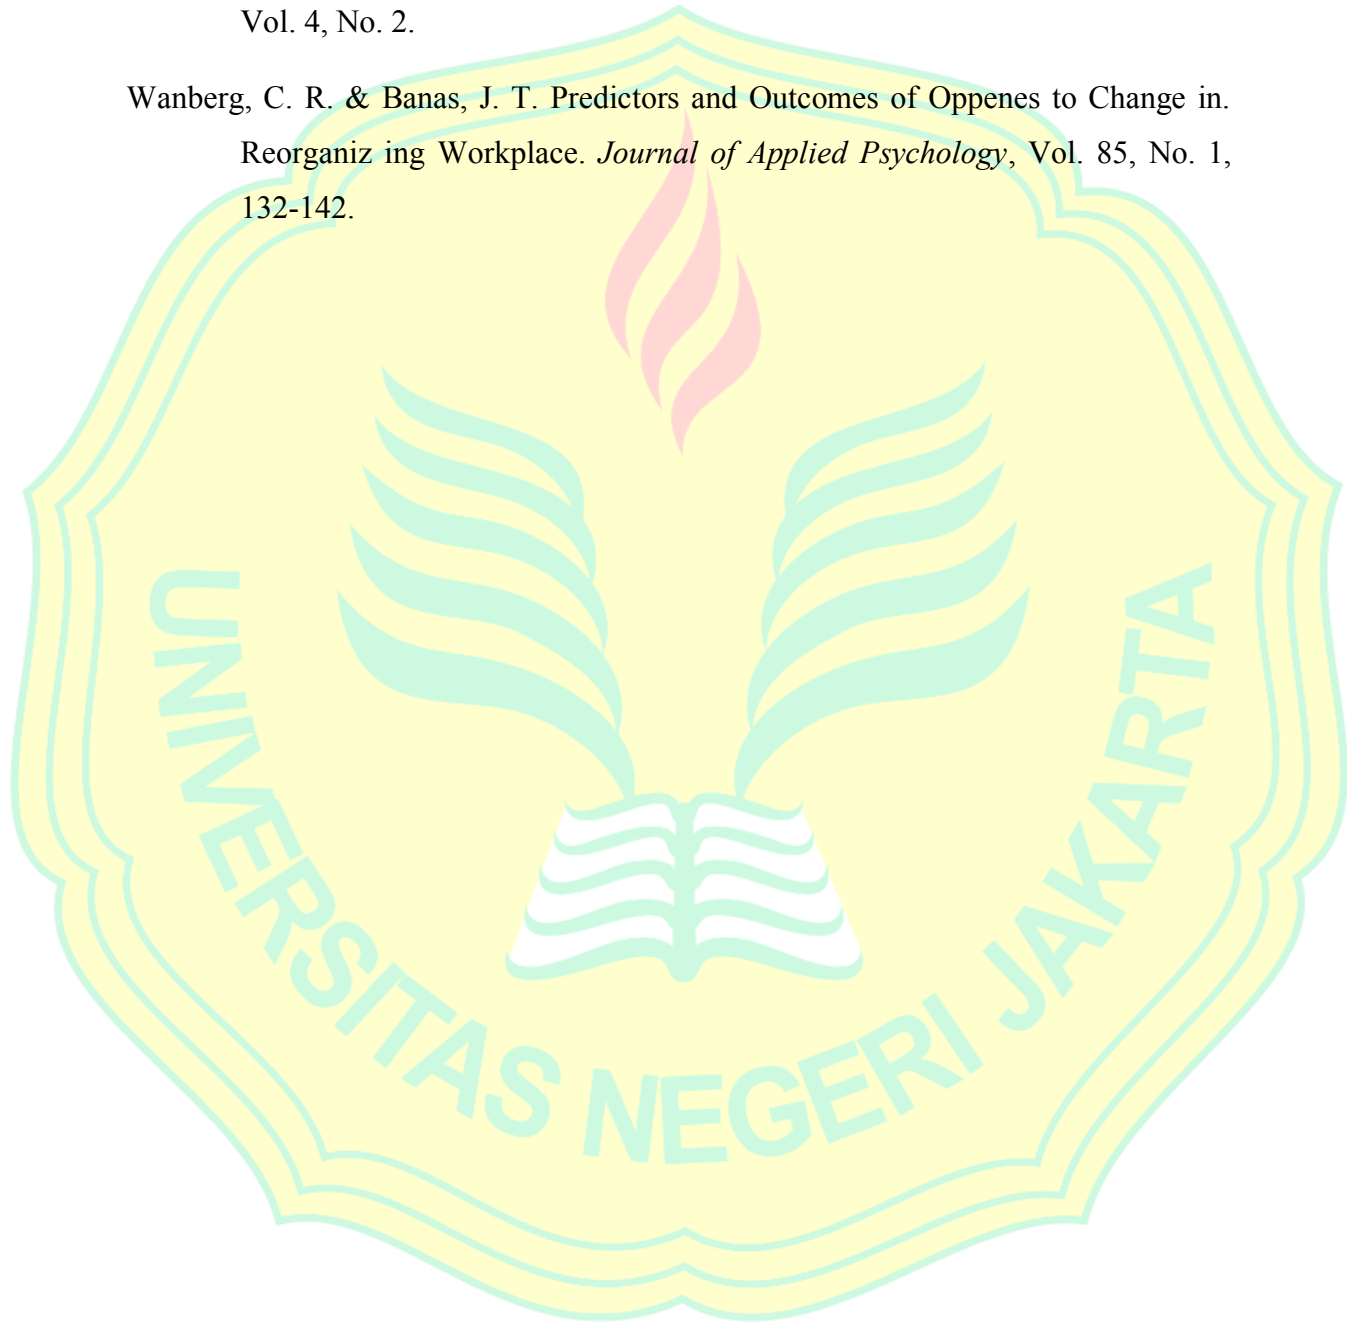 Vol. 4, No. 2.
Wanberg, C. R. & Banas, J. T. Predictors and Outcomes of Oppenes to Change in.
Reorganiz ing Workplace. Journal of Applied Psychology, Vol. 85, No. 1,
132-142.
UNIVERSITAS NEGERI JAKARTA